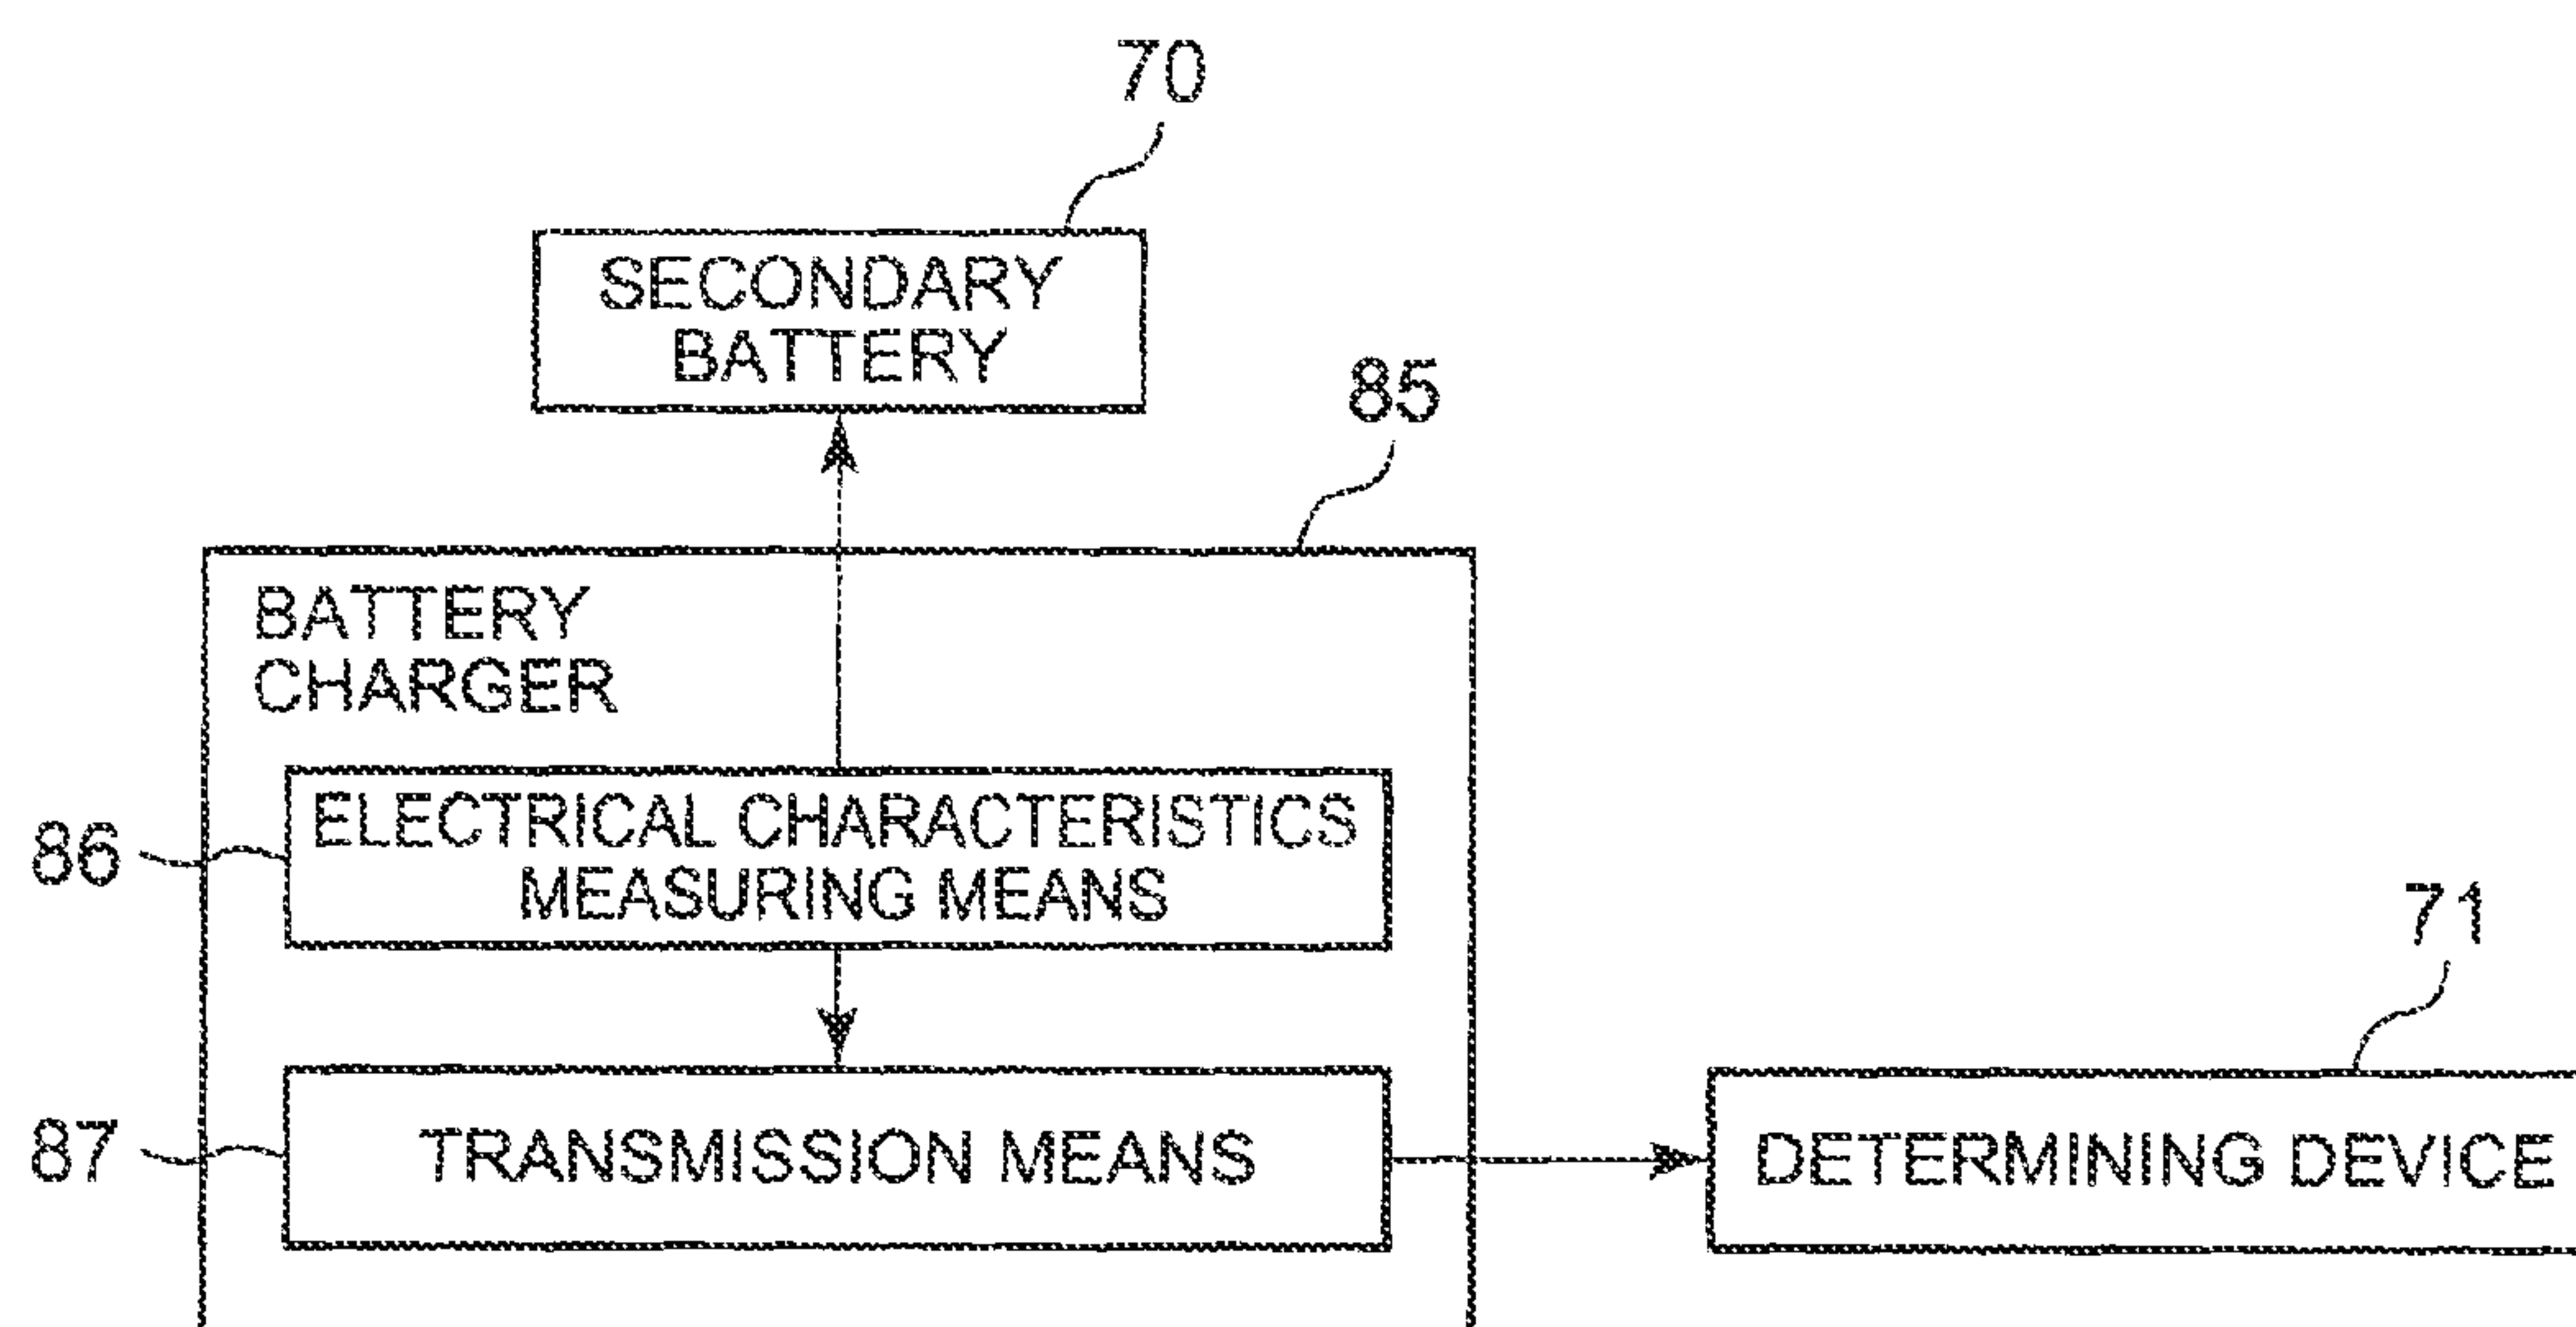 70
SECONDARY
BATTERY
85
BATTERY
CHARGER
86
ELECTRICAL CHARACTERISTICS
MEASURING MEANS
71
87
TRANSMISSION MEANS
DETERMINING DEVICE